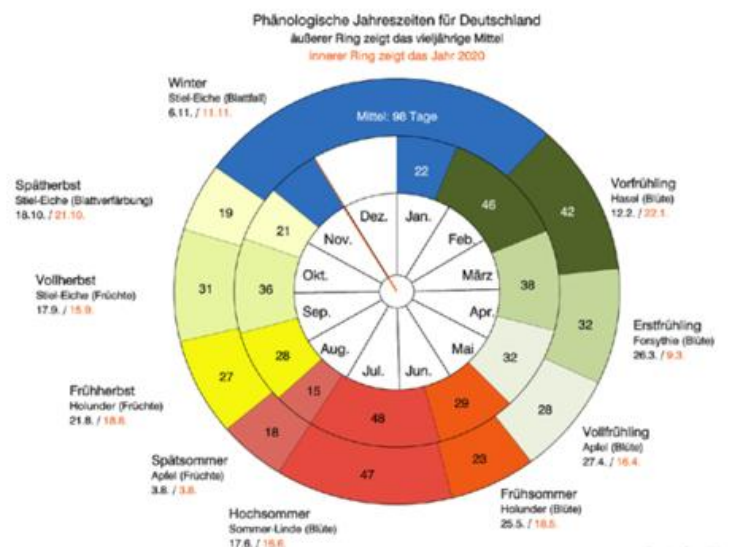 Phänologische Jahreszeiten für Deutschland
äußerer Ring zeigt das vieljährige Mittel
innerer Ring zeigt das Jahr 2020
Winter
Stiel-Eiche (Blattfall)
6.11. / 11.11.
Mittel: 98 Tage
Vorfrühling
Hasel (Blüte)
12.2. / 22.1.
Erstfrühling
Forsythie (Blüte)
26.3. / 9.3.
Vollfrühling
Apfel (Blüte)
27.4. / 16.4.
Frühsommer
Holunder (Blüte)
25.5. / 18.5.
Hochsommer
Sommer-Linde (Blüte)
17.6. / 16.6.
Spätsommer
Apfel (Früchte)
3.8. / 3.8.
Frühherbst
Holunder (Früchte)
21.8. / 18.8.
Vollherbst
Stiel-Eiche (Früchte)
17.9. / 15.9.
Spätherbst
Stiel-Eiche (Blattverfärbung)
18.10. / 21.10.
42
32
28
23
47
18
27
31
19
22
46
38
32
29
48
15
28
36
21
Jan.
Feb.
März
Apr.
Mai
Jun.
Jul.
Aug.
Sep.
Okt.
Nov.
Dez.